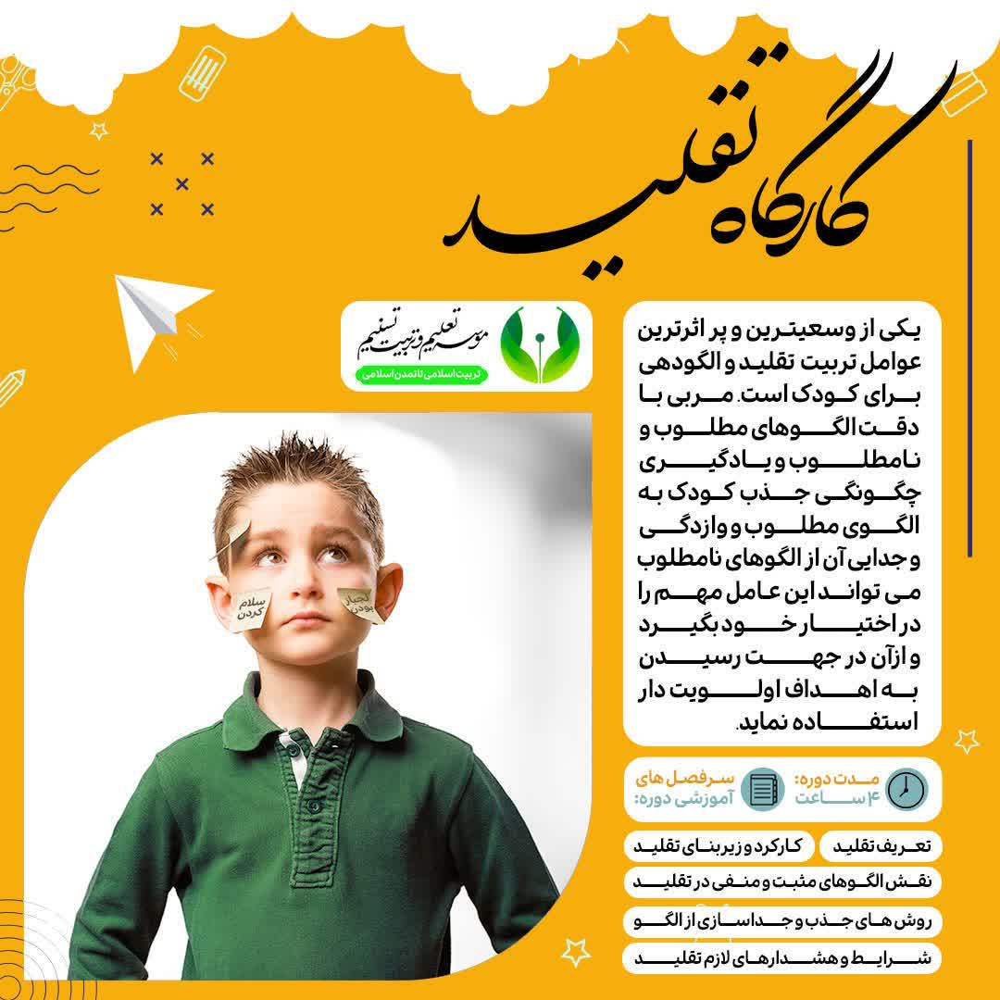 کارگاه تقلید
موسسه تعلیم و تربیت تسنیم
تربیت اسلامی تا تمدن اسلامی
یکی از وسعیترین و پر اثرترین
عوامل تربیت تقلید و الگودهی
برای کودک است. مربی با
دقت الگوهای مطلوب و
نامطلوب و یادگیری
چگونگی جذب کودک به
الگوی مطلوب و وازدگی
و جدایی آن از الگوهای نامطلوب
می تواند این عامل مهم را
در اختیار خود بگیرد
و ازآن در جهت رسیدن
به اهداف اولویت دار
استفاده نماید.
سلام
کردن
لجباز
بودن
مدت دوره:
۴ ساعت
سرفصل های
آموزشی دوره:
تعریف تقلید
کارکرد و زیربنای تقلید
نقش الگوهای مثبت و منفی در تقلید
روش های جذب و جداسازی از الگو
شرایط و هشدارهای لازم تقلید